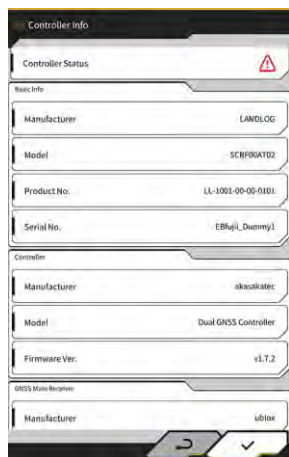 Controller Info
Controller Status
Basic Info
Manufacturer LANDLOG
Model SCRF00AT02
Product No. LL-1001-00-00-0101
Serial No. EBfujii_Dummy1
Controller
Manufacturer akasakatec
Model Dual GNSS Controller
Firmware Ver. v1.7.2
GNSS Main Receiver
Manufacturer ublox